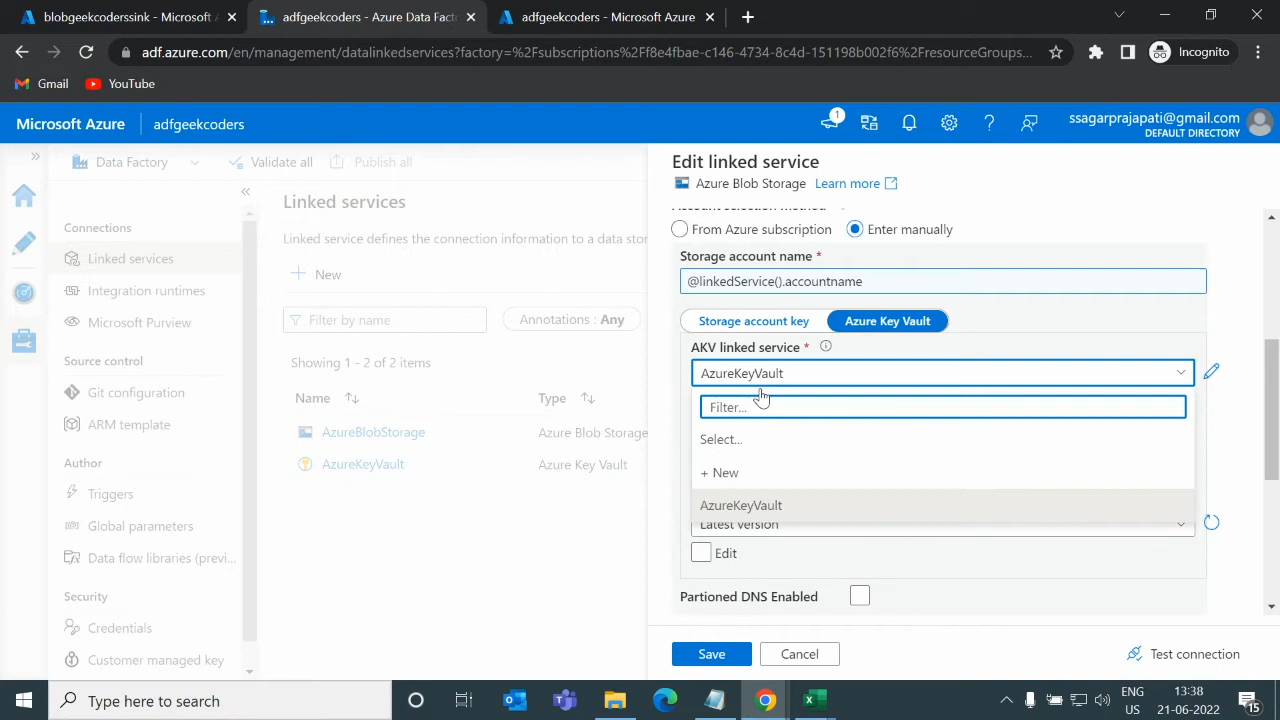 blobgeekcoderssink - Microsoft A
adfgeekcoders - Azure Data Facto
adfgeekcoders - Microsoft Azure
adf.azure.com/en/management/datalinkedservices?factory=%2Fsubscriptions%2Ff8e4fbae-c146-4734-8c4d-151198b002f6%2FresourceGroups...
Incognito
Gmail
YouTube
Microsoft Azure
adfgeekcoders
1
ssagarprajapati@gmail.com
DEFAULT DIRECTORY
Data Factory
Validate all
Publish all
Connections
Linked services
Integration runtimes
Microsoft Purview
Source control
Git configuration
ARM template
Author
Triggers
Global parameters
Data flow libraries (previ...
Security
Credentials
Customer managed key
Linked services
Linked service defines the connection information to a data stor
New
Filter by name
Annotations : Any
Showing 1 - 2 of 2 items
Name
Type
AzureBlobStorage
Azure Blob Storage
AzureKeyVault
Azure Key Vault
Edit linked service
Azure Blob Storage Learn more
Account selection method
From Azure subscription
Enter manually
Storage account name *
@linkedService().accountname
Storage account key
Azure Key Vault
AKV linked service *
AzureKeyVault
Filter...
Select...
+ New
AzureKeyVault
Latest version
Edit
Partioned DNS Enabled
Save
Cancel
Test connection
Type here to search
ENG
US
13:38
21-06-2022
15